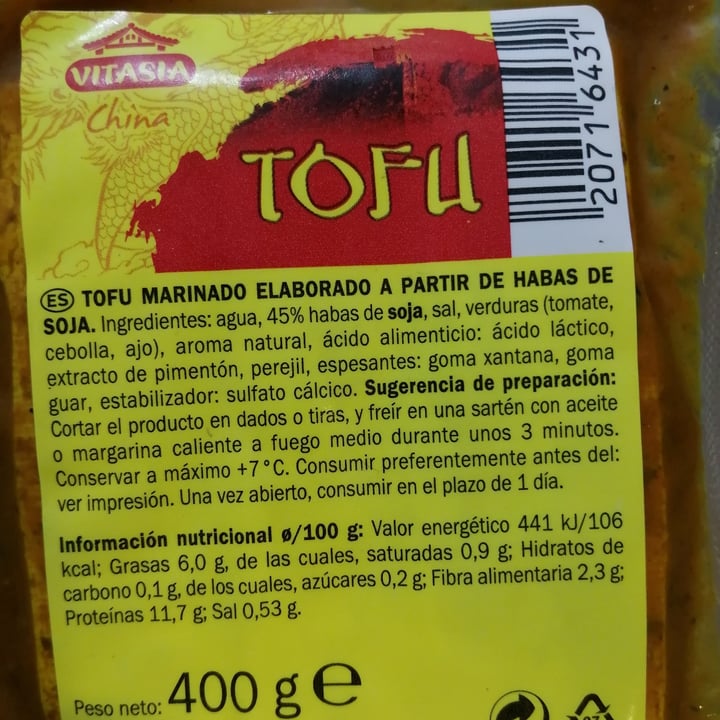 VITASIA
China
TOFU
2071 6431
ES TOFU MARINADO ELABORADO A PARTIR DE HABAS DE
SOJA. Ingredientes: agua, 45% habas de soja, sal, verduras (tomate,
cebolla, ajo), aroma natural, ácido alimenticio: ácido láctico,
extracto de pimentón, perejil, espesantes: goma xantana, goma
guar, estabilizador: sulfato cálcico. Sugerencia de preparación:
Cortar el producto en dados o tiras, y freír en una sartén con aceite
o margarina caliente a fuego medio durante unos 3 minutos.
Conservar a máximo +7°C. Consumir preferentemente antes del:
ver impresión. Una vez abierto, consumir en el plazo de 1 día.
Información nutricional ø/100 g: Valor energético 441 kJ/106
kcal; Grasas 6,0 g, de las cuales, saturadas 0,9 g; Hidratos de
carbono 0,1 g, de los cuales, azúcares 0,2 g; Fibra alimentaria 2,3 g;
Proteínas 11,7 g; Sal 0,53 g.
Peso neto: 400 g e